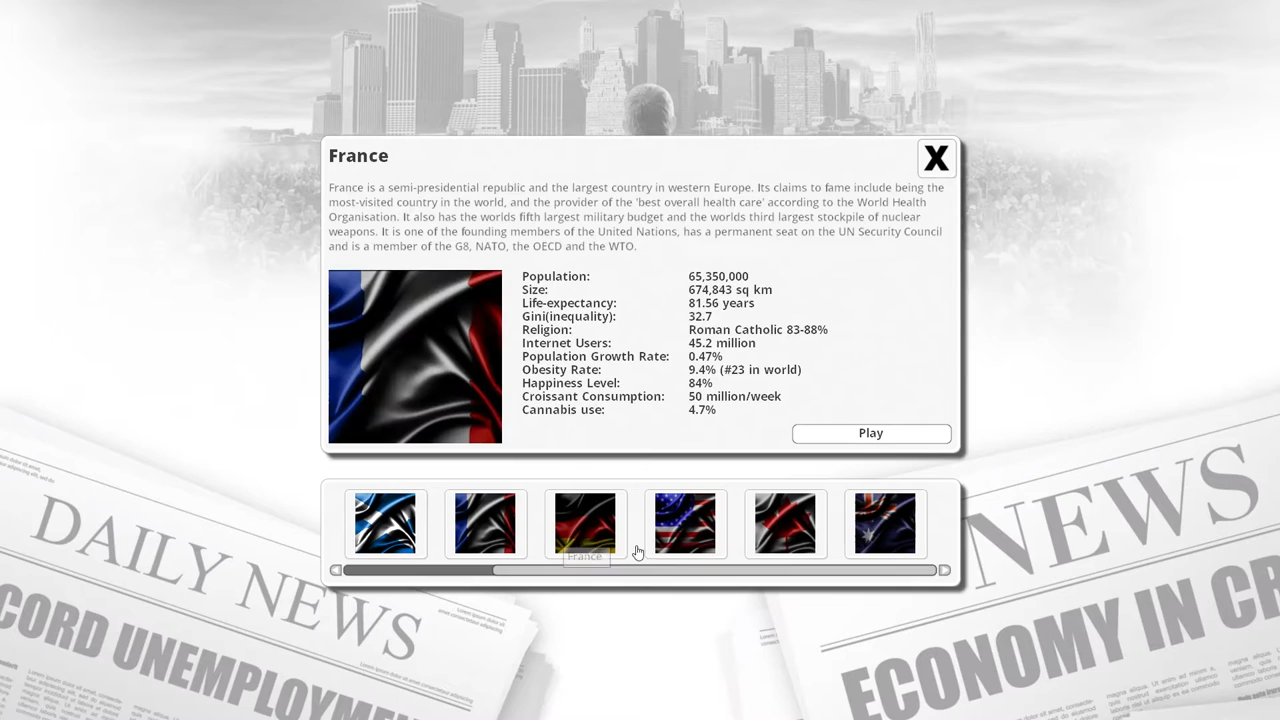 France
X
France is a semi-presidential republic and the largest country in western Europe. Its claims to fame include being the
most-visited country in the world, and the provider of the 'best overall health care' according to the World Health
Organisation. It also has the worlds fifth largest military budget and the worlds third largest stockpile of nuclear
weapons. It is one of the founding members of the United Nations, has a permanent seat on the UN Security Council
and is a member of the G8, NATO, the OECD and the WTO.
Population: 65,350,000
Size: 674,843 sq km
Life-expectancy: 81.56 years
Gini(inequality): 32.7
Religion: Roman Catholic 83-88%
Internet Users: 45.2 million
Population Growth Rate: 0.47%
Obesity Rate: 9.4% (#23 in world)
Happiness Level: 84%
Croissant Consumption: 50 million/week
Cannabis use: 4.7%
Play
France
DAILY NEWS
CORD UNEMPLOYM
NEWS
ECONOMY IN CR